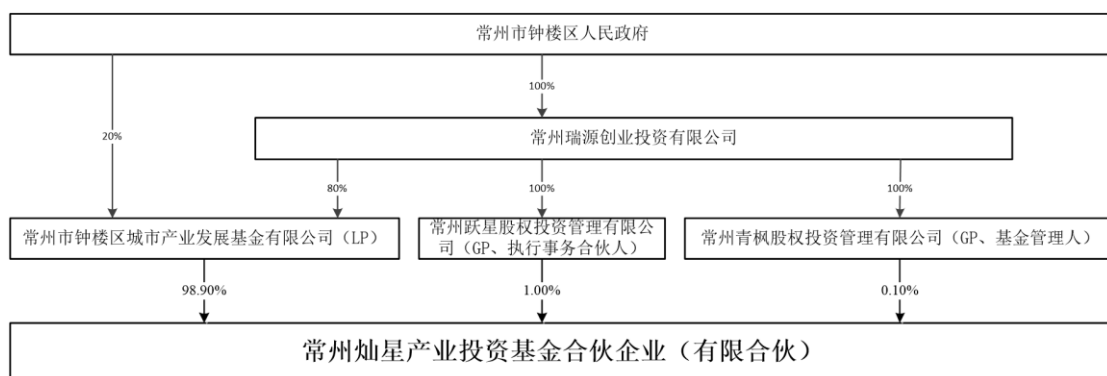 常州市钟楼区人民政府
100%
20%
常州瑞源创业投资有限公司
80%
100%
100%
常州市钟楼区城市产业发展基金有限公司（LP）
常州跃星股权投资管理有限公
司（GP、执行事务合伙人）
常州青枫股权投资管理有限公司（GP、基金管理人）
98.90%
1.00%
0.10%
常州灿星产业投资基金合伙企业（有限合伙）